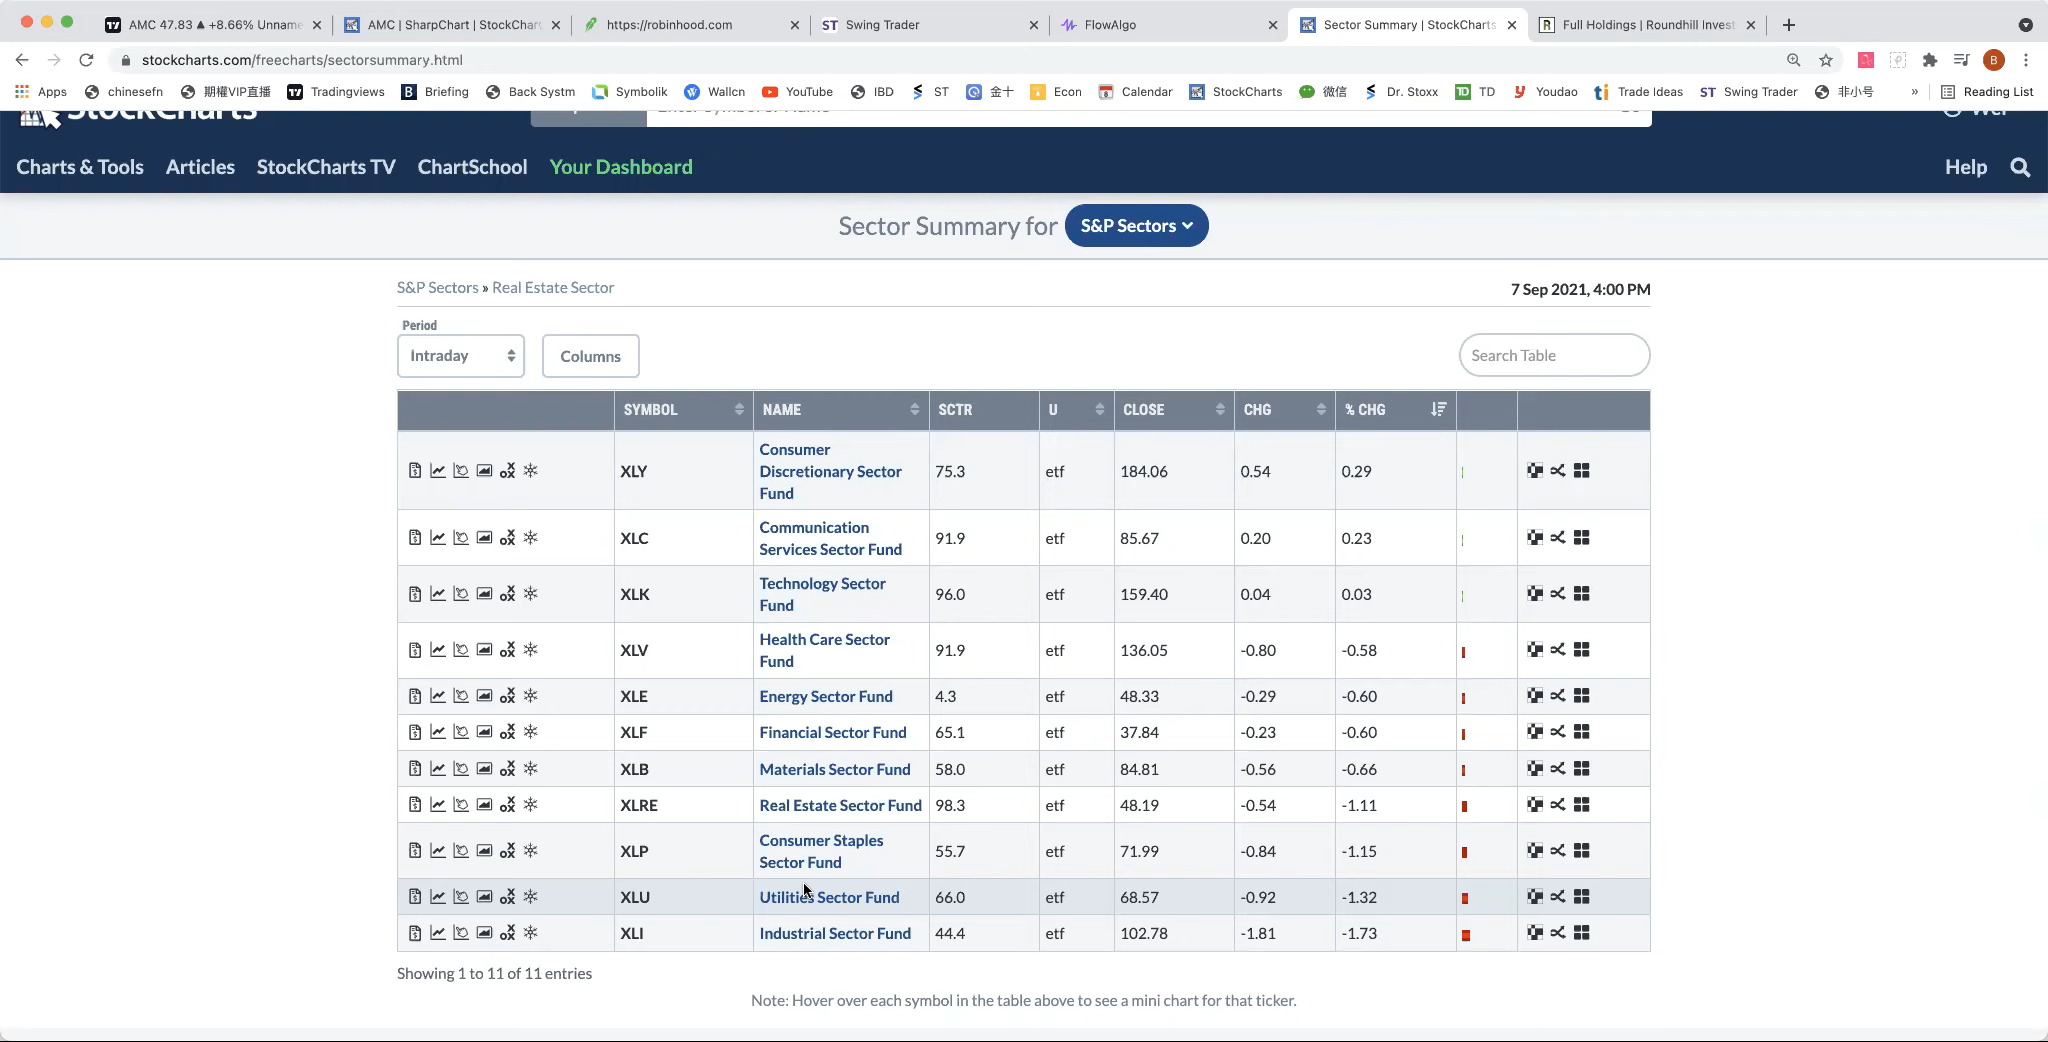 AMC 47.83 ▲ +8.66% Unname
AMC | SharpChart | StockChar
https://robinhood.com
ST Swing Trader
FlowAlgo
Sector Summary | StockCharts
Full Holdings | Roundhill Invest
stockcharts.com/freecharts/sectorsummary.html
B
Apps chinesefn 期權VIP直播 Tradingviews Briefing Back Systm Symbolik Wallcn YouTube IBD ST 金十 Econ Calendar StockCharts 微信 Dr. Stoxx TD Youdao Trade Ideas ST Swing Trader 非小号 » Reading List
StockCharts
Charts & Tools Articles StockCharts TV ChartSchool Your Dashboard Help
Sector Summary for S&P Sectors
S&P Sectors » Real Estate Sector 7 Sep 2021, 4:00 PM
Period
Intraday Columns Search Table
SYMBOL NAME SCTR U CLOSE CHG % CHG
XLY Consumer Discretionary Sector Fund 75.3 etf 184.06 0.54 0.29
XLC Communication Services Sector Fund 91.9 etf 85.67 0.20 0.23
XLK Technology Sector Fund 96.0 etf 159.40 0.04 0.03
XLV Health Care Sector Fund 91.9 etf 136.05 -0.80 -0.58
XLE Energy Sector Fund 4.3 etf 48.33 -0.29 -0.60
XLF Financial Sector Fund 65.1 etf 37.84 -0.23 -0.60
XLB Materials Sector Fund 58.0 etf 84.81 -0.56 -0.66
XLRE Real Estate Sector Fund 98.3 etf 48.19 -0.54 -1.11
XLP Consumer Staples Sector Fund 55.7 etf 71.99 -0.84 -1.15
XLU Utilities Sector Fund 66.0 etf 68.57 -0.92 -1.32
XLI Industrial Sector Fund 44.4 etf 102.78 -1.81 -1.73
Showing 1 to 11 of 11 entries
Note: Hover over each symbol in the table above to see a mini chart for that ticker.